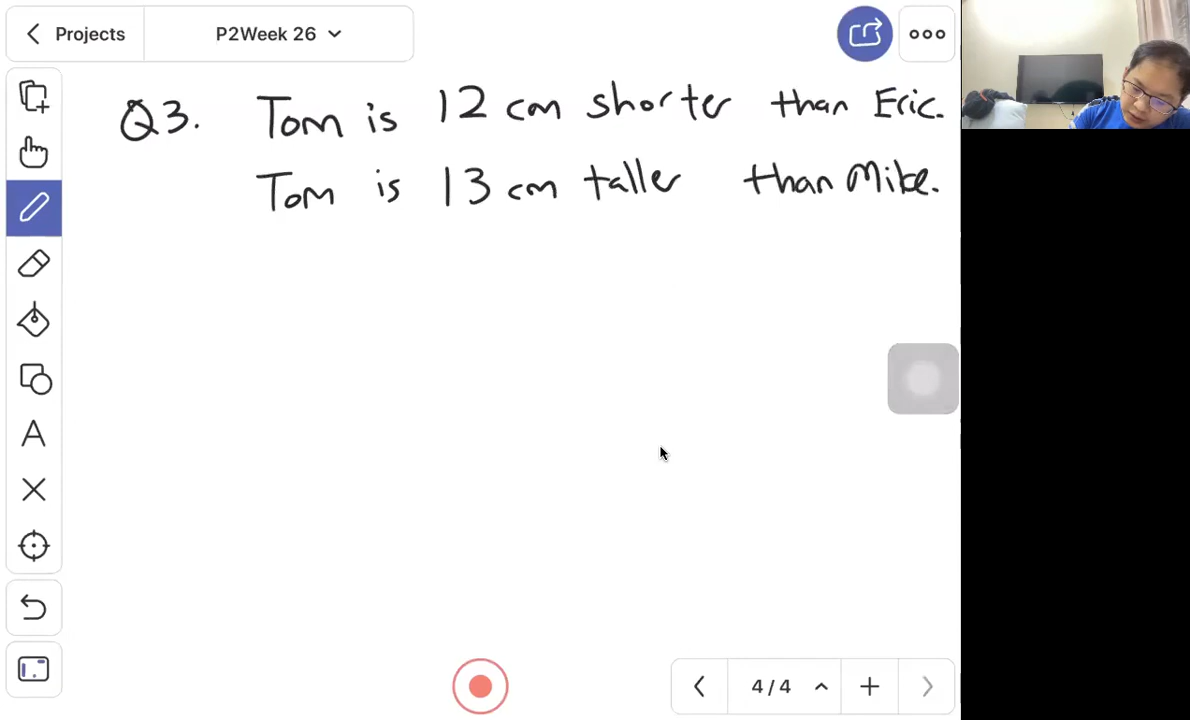 Projects
P2Week 26
Q3. Tom is 12 cm shorter than Eric.
Tom is 13 cm taller than Mike.
A
4/4